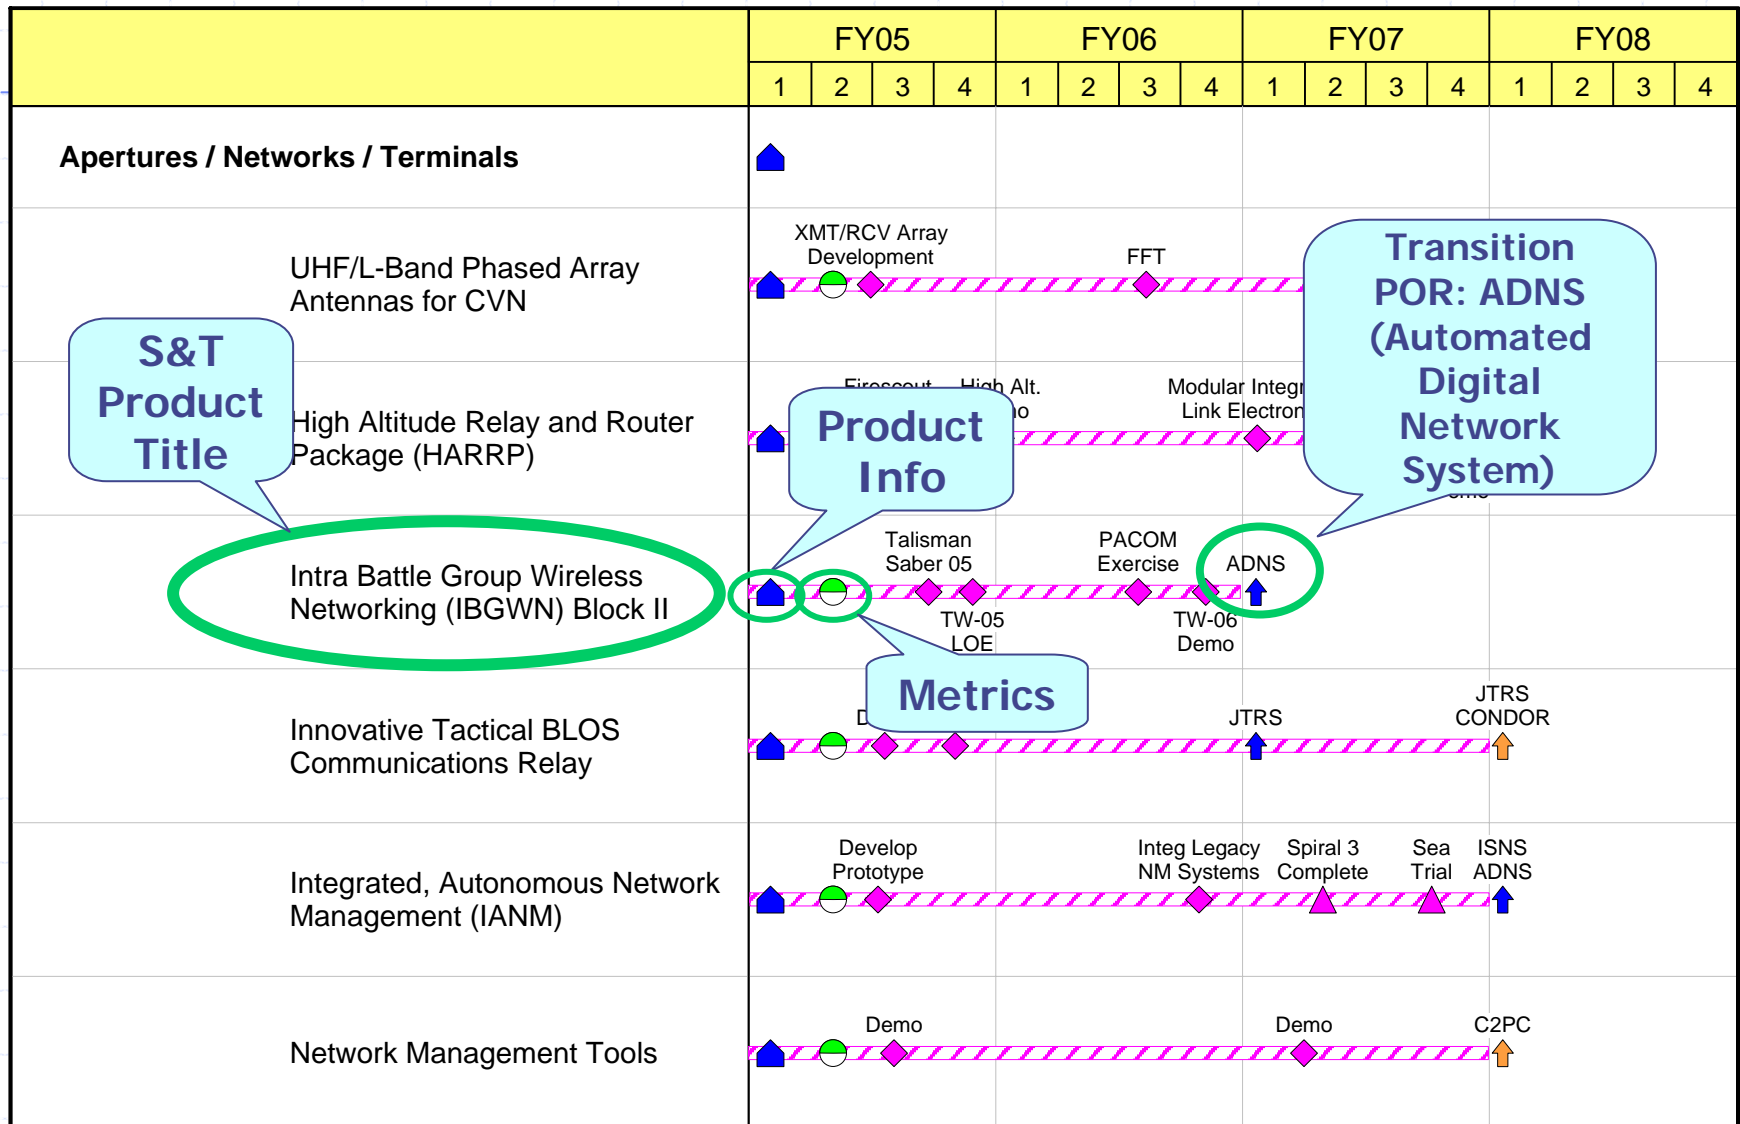 FY05 FY06 FY07 FY08
1 2 3 4 1 2 3 4 1 2 3 4 1 2 3 4
Apertures / Networks / Terminals
UHF/L-Band Phased Array
Antennas for CVN
XMT/RCV Array
Development
FFT
Transition
POR: ADNS
(Automated
Digital
Network
System)
S&T
Product
Title
High Altitude Relay and Router
Package (HARRP)
Firescout
High Alt.
Modular
Link
Product
Info
Intra Battle Group Wireless
Networking (IBGWN) Block II
Talisman
Saber 05
TW-05
LOE
PACOM
Exercise
TW-06
Demo
ADNS
Metrics
Innovative Tactical BLOS
Communications Relay
JTRS
JTRS
CONDOR
Integrated, Autonomous Network
Management (IANM)
Develop
Prototype
Integ Legacy
NM Systems
Spiral 3
Complete
Sea
Trial
ISNS
ADNS
Network Management Tools
Demo
Demo
C2PC